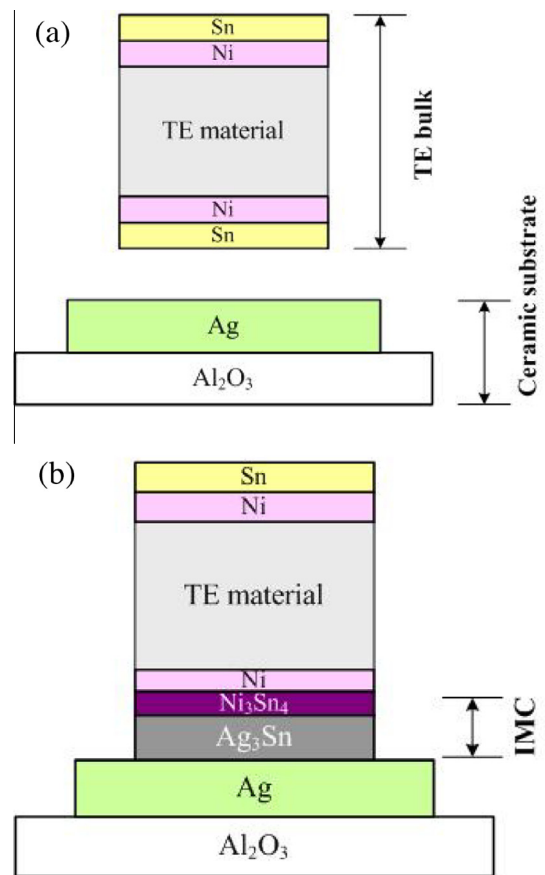 (a)
Sn
Ni
TE material
Ni
Sn
TE bulk
Ag
Al₂O₃
Ceramic substrate
(b)
Sn
Ni
TE material
Ni
Ni₃Sn₄
Ag₃Sn
IMC
Ag
Al₂O₃